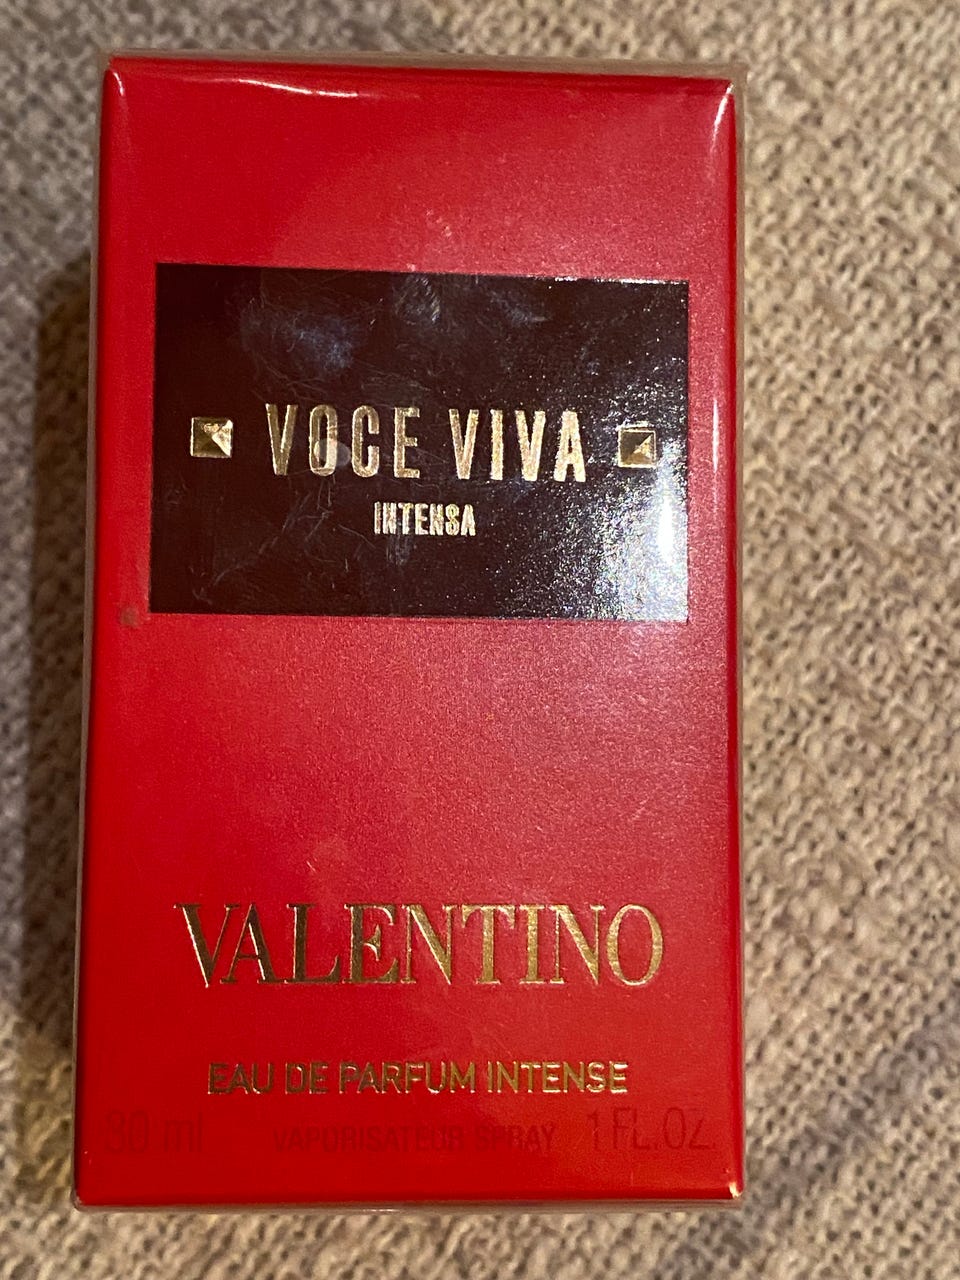 VOCE VIVA
INTENSA
VALENTINO
EAU DE PARFUM INTENSE
30 ml VAPORISATEUR SPRAY 1 FL.OZ.